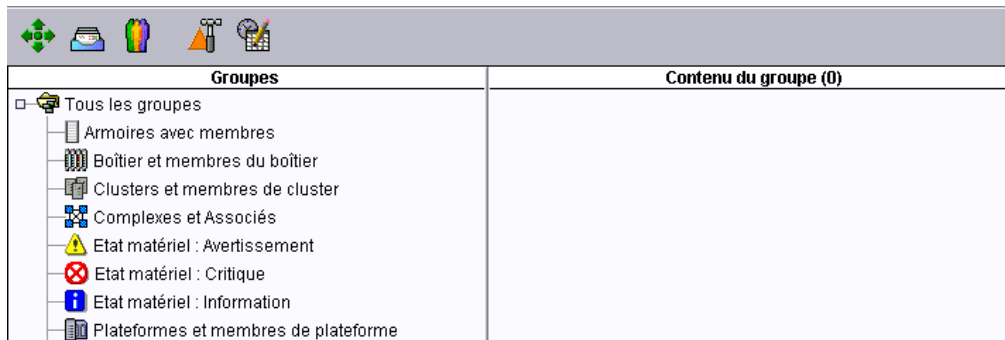 Groupes
Contenu du groupe (0)
Tous les groupes
Armoires avec membres
Boîtier et membres du boîtier
Clusters et membres de cluster
Complexes et Associés
Etat matériel : Avertissement
Etat matériel : Critique
Etat matériel : Information
Plateformes et membres de plateforme